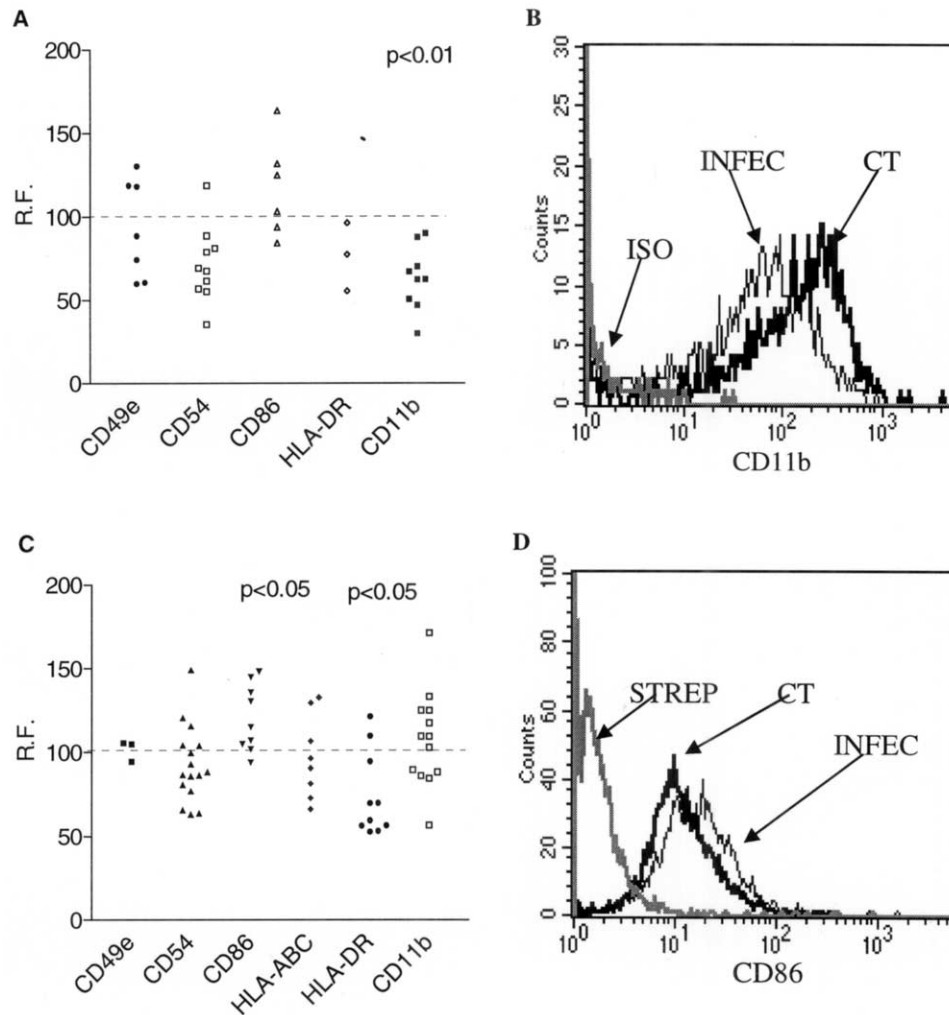 A
200
150
100
50
0
R.F.
p<0.01
CD49e
CD54
CD86
HLA-DR
CD11b
B
30
25
20
15
10
5
0
Counts
INFEC
CT
ISO
10⁰
10¹
10²
10³
CD11b
C
200
150
100
50
0
R.F.
p<0.05
p<0.05
CD49e
CD54
CD86
HLA-ABC
HLA-DR
CD11b
D
100
80
60
40
20
0
Counts
STREP
CT
INFEC
10⁰
10¹
10²
10³
CD86